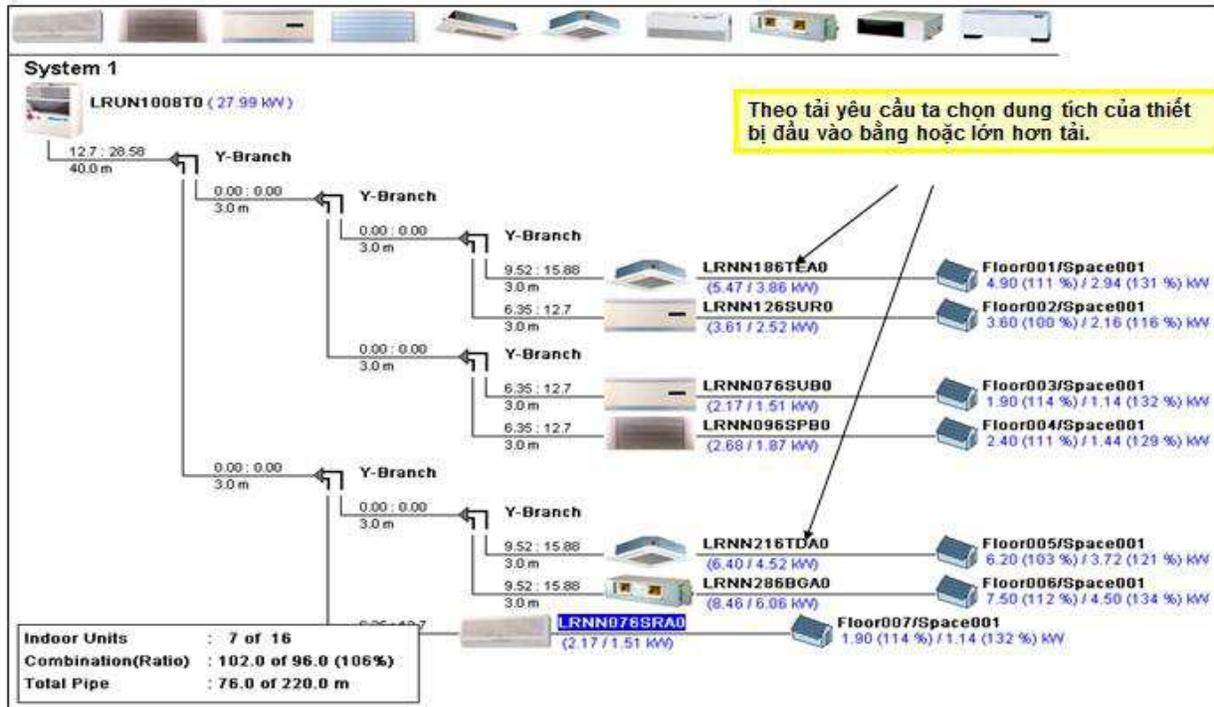 System 1
LRUN1008T0 ( 27.99 kW )
Theo tải yêu cầu ta chọn dung tích của thiết
bị đầu vào bằng hoặc lớn hơn tải.
12.7 : 28.58
40.0 m
Y-Branch
0.00 : 0.00
3.0 m
Y-Branch
0.00 : 0.00
3.0 m
Y-Branch
9.52 : 15.88
3.0 m
LRNN186TEA0
(5.47 / 3.86 kW)
Floor001/Space001
4.90 (111 %) / 2.94 (131 %) kW
6.35 : 12.7
3.0 m
LRNN126SUR0
(3.61 / 2.52 kW)
Floor002/Space001
3.60 (100 %) / 2.16 (116 %) kW
0.00 : 0.00
3.0 m
Y-Branch
6.35 : 12.7
3.0 m
LRNN076SUB0
(2.17 / 1.51 kW)
Floor003/Space001
1.90 (114 %) / 1.14 (132 %) kW
6.35 : 12.7
3.0 m
LRNN096SPB0
(2.68 / 1.87 kW)
Floor004/Space001
2.40 (111 %) / 1.44 (129 %) kW
0.00 : 0.00
3.0 m
Y-Branch
0.00 : 0.00
3.0 m
Y-Branch
9.52 : 15.88
3.0 m
LRNN216TDA0
(6.40 / 4.52 kW)
Floor005/Space001
6.20 (103 %) / 3.72 (121 %) kW
9.52 : 15.88
3.0 m
LRNN286BGA0
(8.46 / 6.06 kW)
Floor006/Space001
7.50 (112 %) / 4.50 (134 %) kW
LRNN076SRA0
(2.17 / 1.51 kW)
Floor007/Space001
1.90 (114 %) / 1.14 (132 %) kW
Indoor Units : 7 of 16
Combination(Ratio) : 102.0 of 96.0 (106%)
Total Pipe : 76.0 of 220.0 m